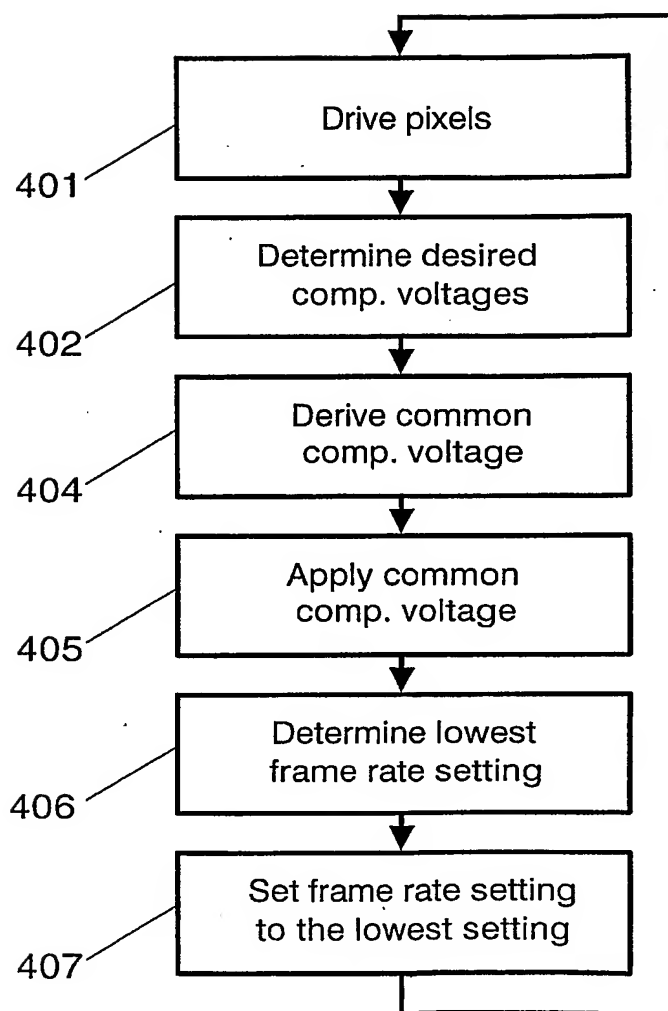 Drive pixels
401
Determine desired
comp. voltages
402
Derive common
comp. voltage
404
Apply common
comp. voltage
405
Determine lowest
frame rate setting
406
Set frame rate setting
to the lowest setting
407